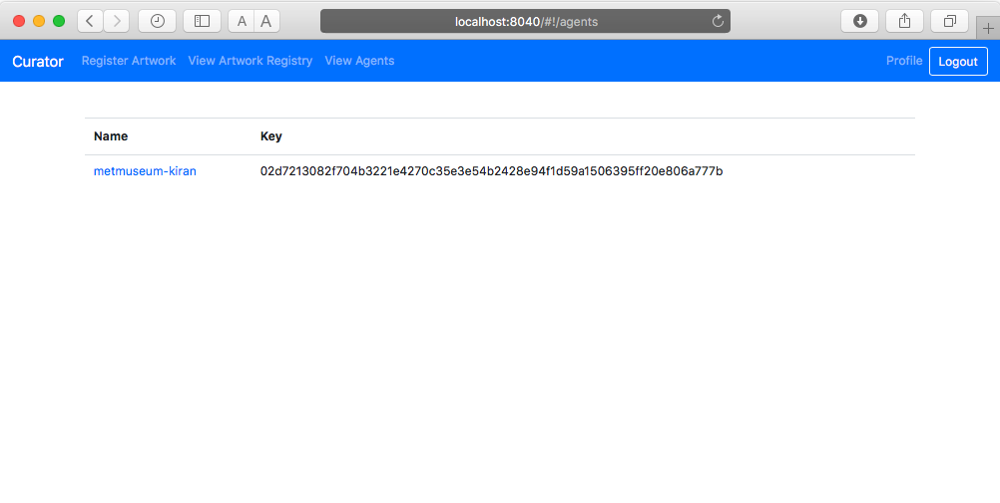 A A localhost:8040/#!/agents
Curator Register Artwork View Artwork Registry View Agents Profile Logout
Name Key
metmuseum-kiran 02d7213082f704b3221e4270c35e3e54b2428e94f1d59a1506395ff20e806a777b